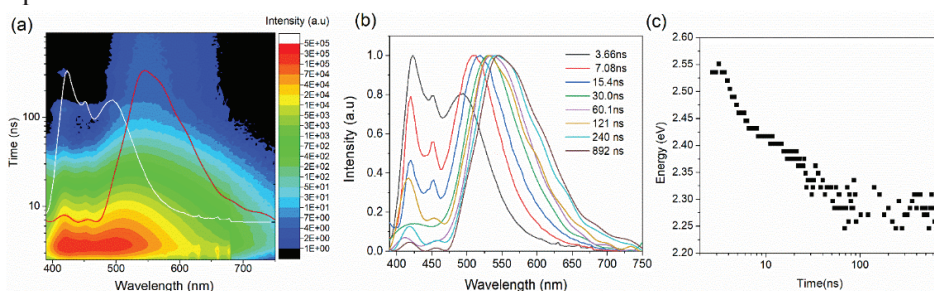 (a)
Intensity (a.u)
5E+05
3E+05
1E+05
7E+04
4E+04
2E+04
1E+04
5E+03
3E+03
1E+03
8E+02
4E+02
2E+02
1E+02
5E+01
3E+01
1E+01
7E+00
4E+00
2E+00
1E+00
Time (ns)
100
10
400
500
600
700
Wavelength (nm)
(b)
3.66ns
7.08ns
15.4ns
30.0ns
60.1ns
121 ns
240 ns
892 ns
Intensity (a.u)
1.0
0.8
0.6
0.4
0.2
0.0
400
450
500
550
600
650
700
750
Wavelength (nm)
(c)
Energy (eV)
2.60
2.55
2.50
2.45
2.40
2.35
2.30
2.25
2.20
10
100
Time(ns)